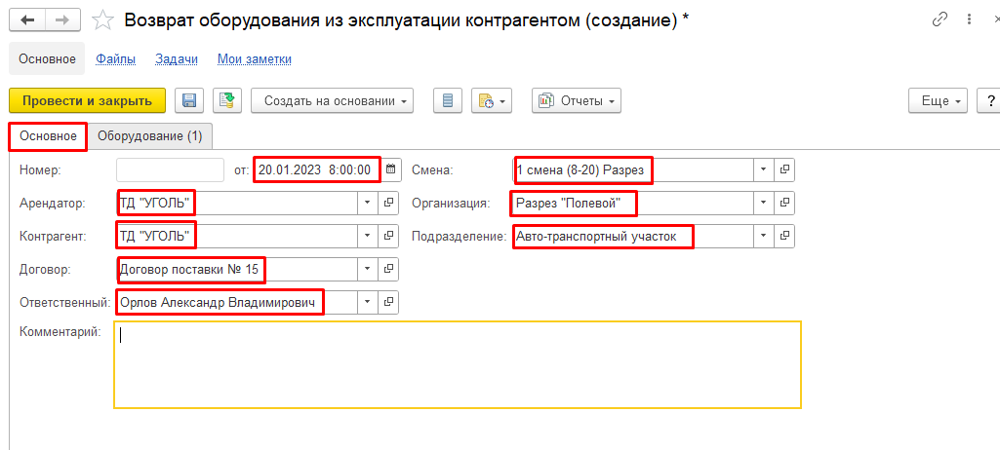 Возврат оборудования из эксплуатации контрагентом (создание) *
Основное Файлы Задачи Мои заметки
Провести и закрыть Создать на основании Отчеты Еще ?
Основное Оборудование (1)
Номер: от: 20.01.2023 8:00:00 Смена: 1 смена (8-20) Разрез
Арендатор: ТД "УГОЛЬ" Организация: Разрез "Полевой"
Контрагент: ТД "УГОЛЬ" Подразделение: Авто-транспортный участок
Договор: Договор поставки № 15
Ответственный: Орлов Александр Владимирович
Комментарий: